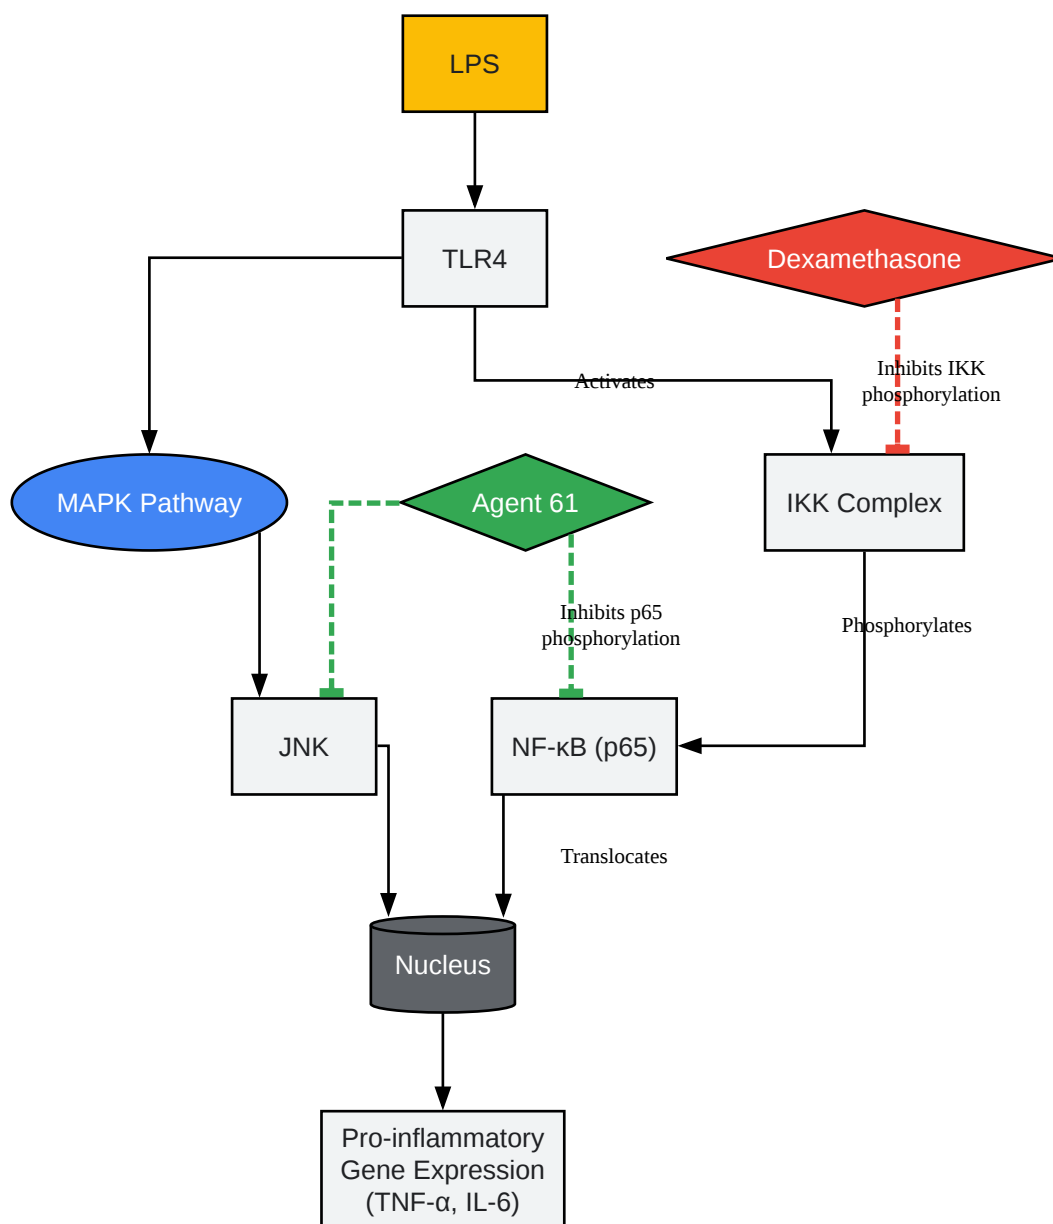 LPS
TLR4
Dexamethasone
Activates
Inhibits IKK
phosphorylation
MAPK Pathway
Agent 61
IKK Complex
Inhibits p65
phosphorylation
Phosphorylates
JNK
NF-κB (p65)
Translocates
Nucleus
Pro-inflammatory
Gene Expression
(TNF-α, IL-6)